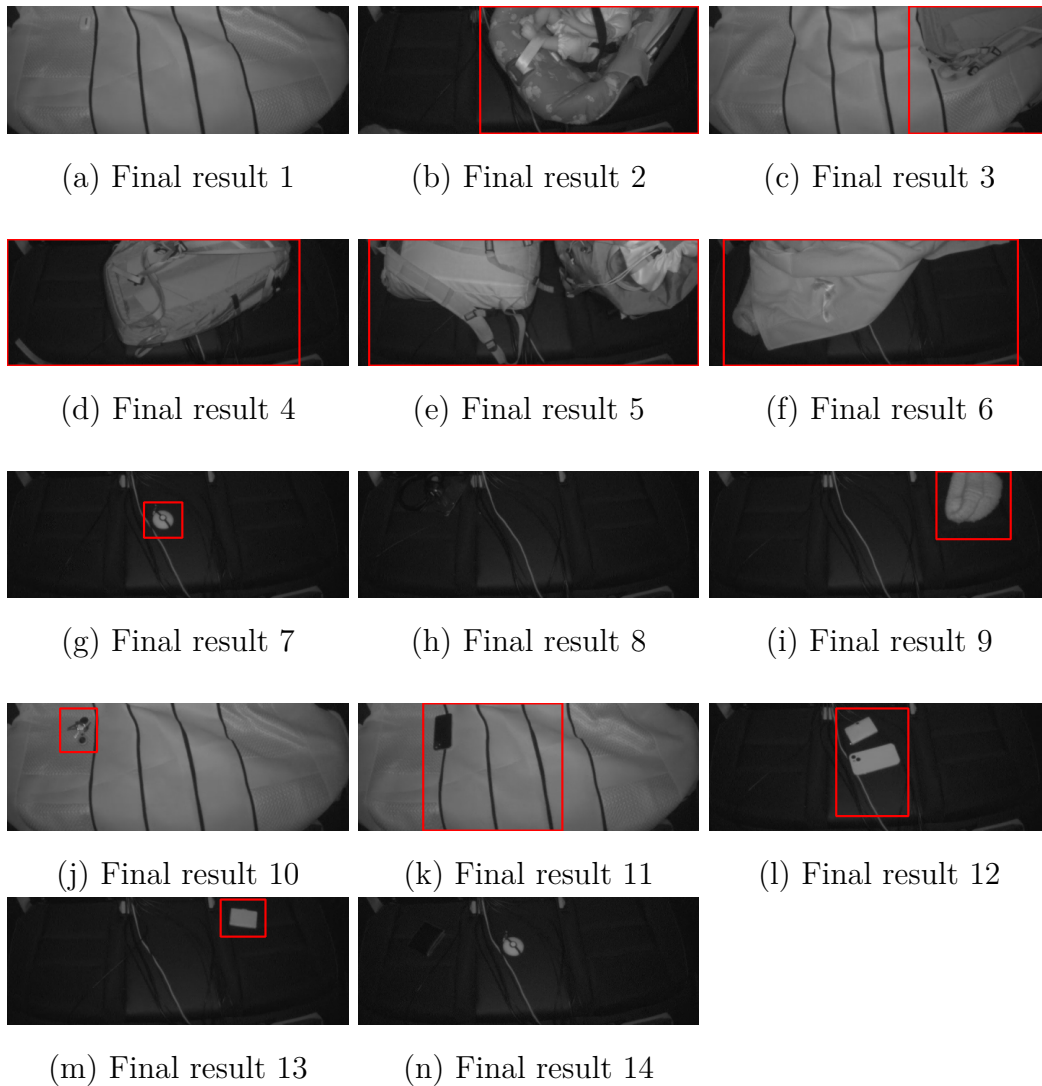 (a) Final result 1
(b) Final result 2
(c) Final result 3
(d) Final result 4
(e) Final result 5
(f) Final result 6
(g) Final result 7
(h) Final result 8
(i) Final result 9
(j) Final result 10
(k) Final result 11
(l) Final result 12
(m) Final result 13
(n) Final result 14